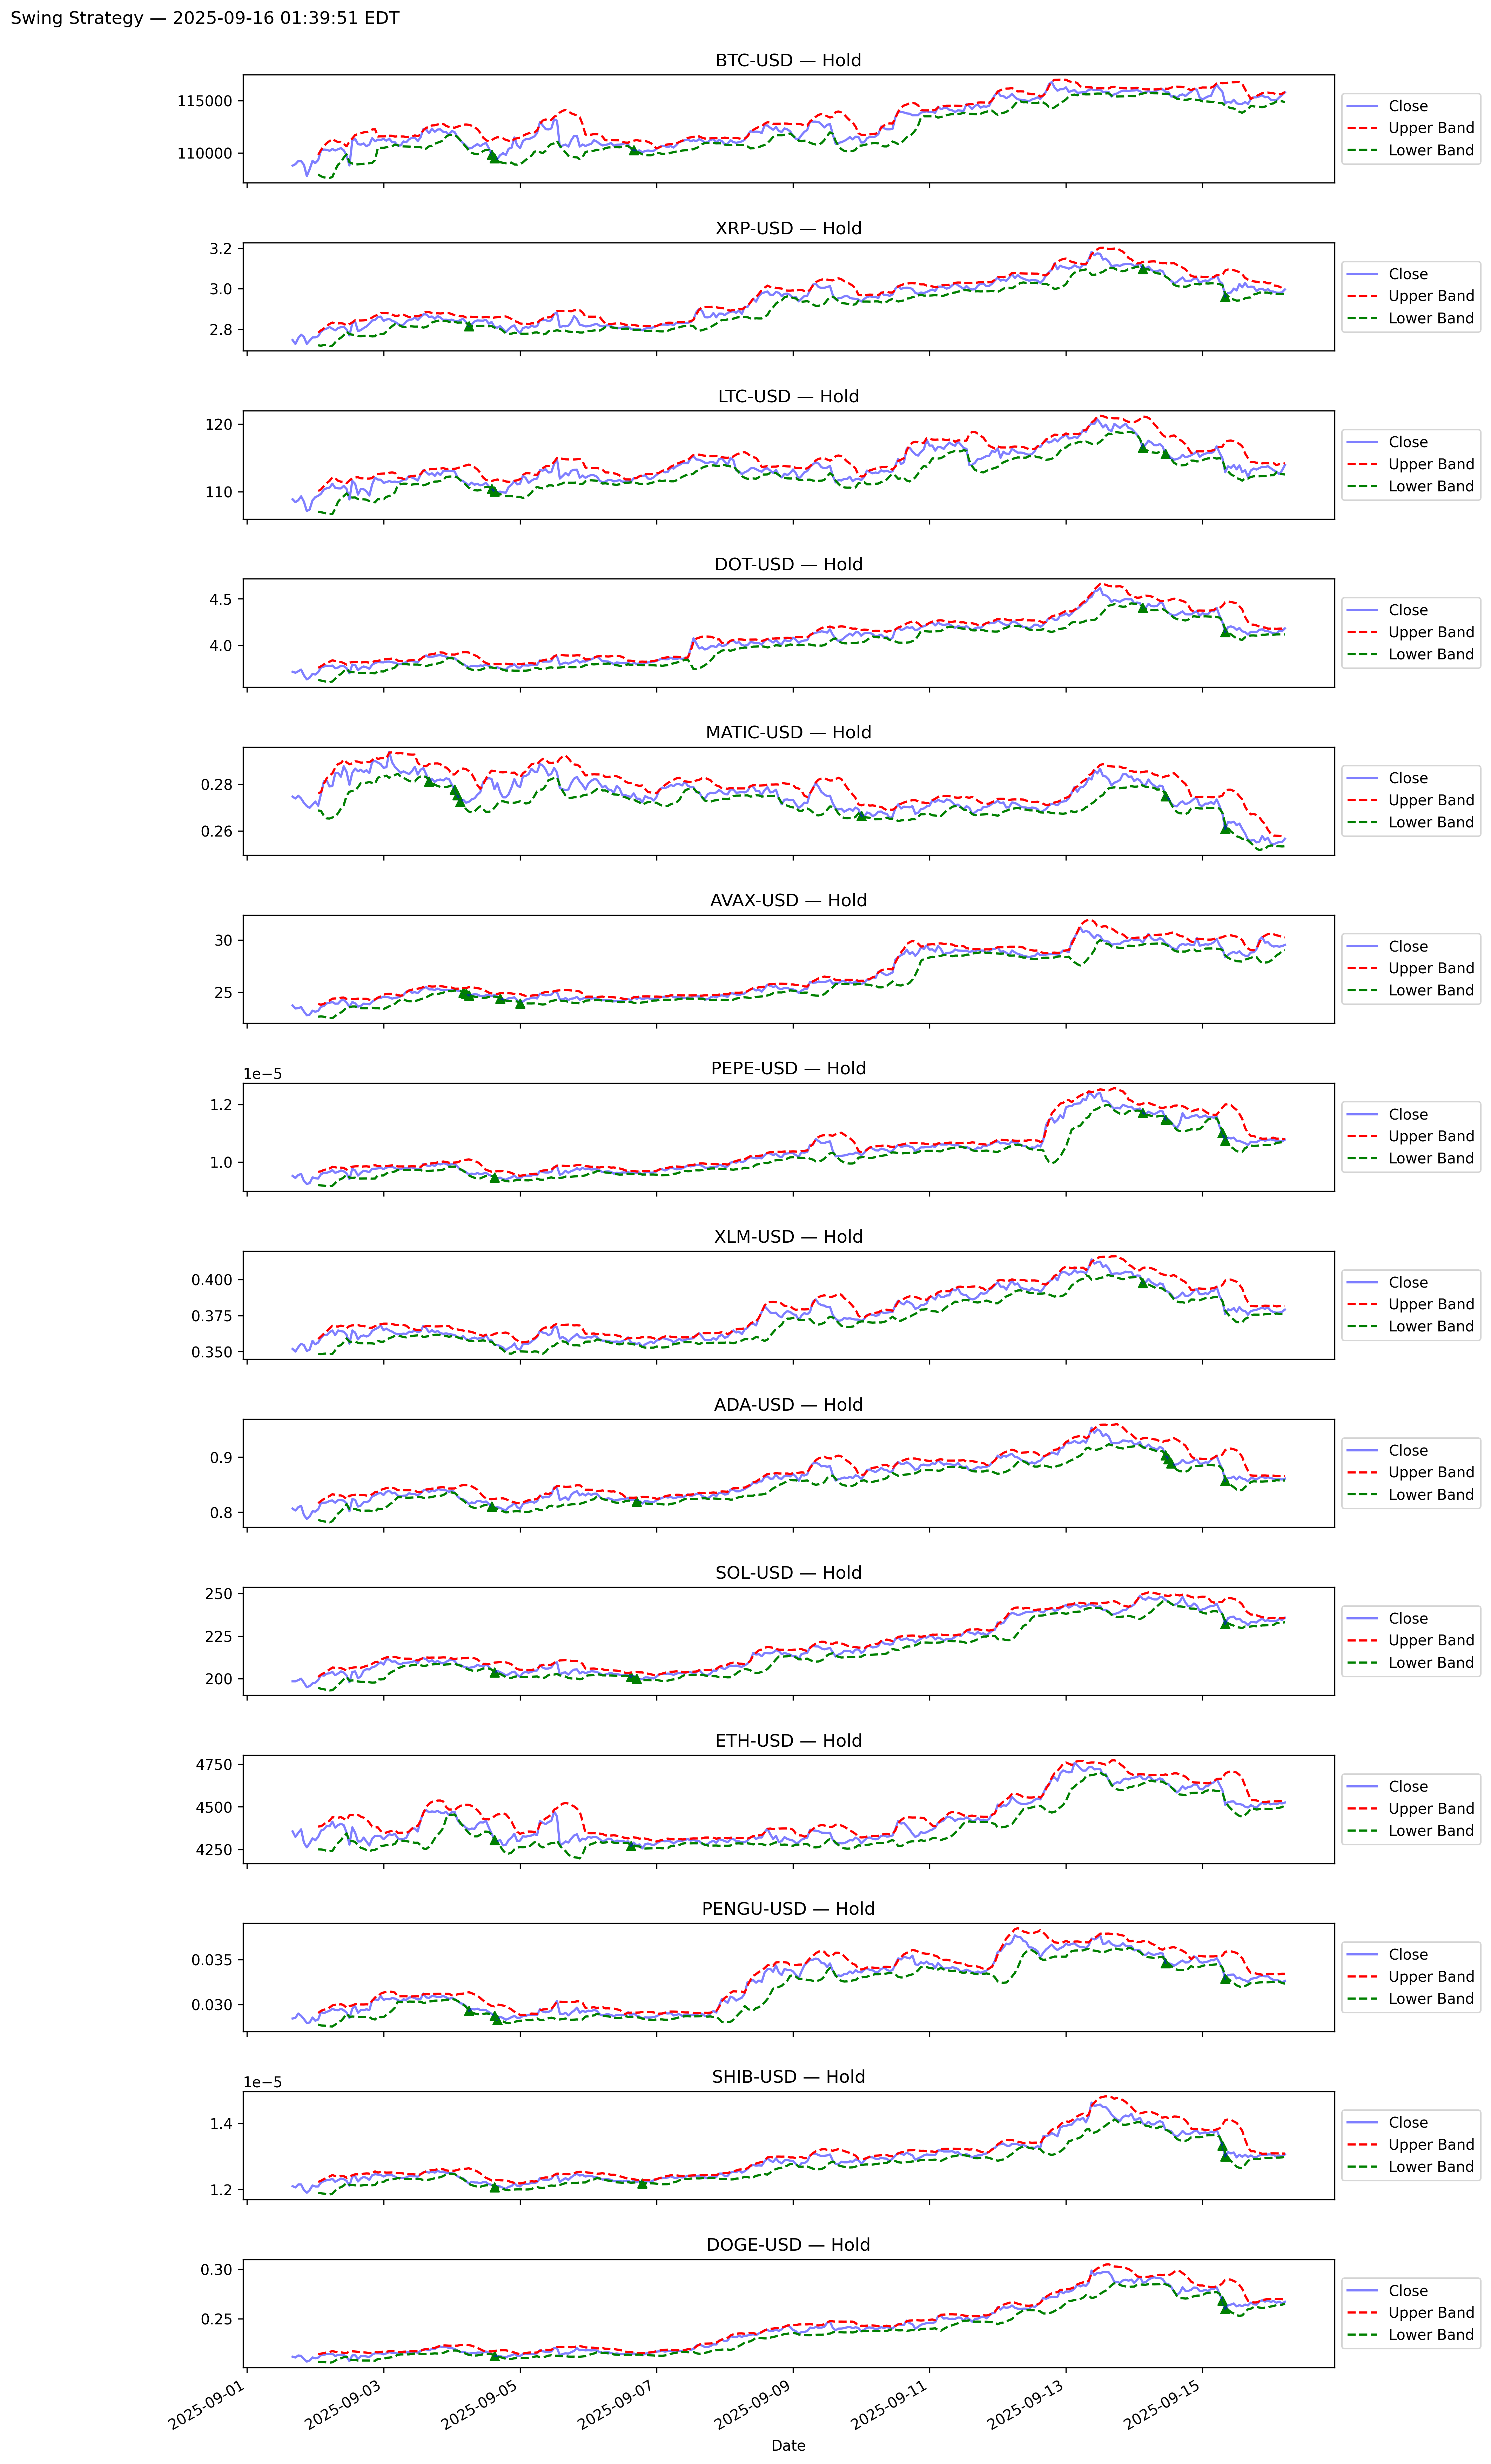 Swing Strategy — 2025-09-16 01:39:51 EDT
BTC-USD — Hold
115000
110000
Close
Upper Band
Lower Band
XRP-USD — Hold
3.2
3.0
2.8
Close
Upper Band
Lower Band
LTC-USD — Hold
120
110
Close
Upper Band
Lower Band
DOT-USD — Hold
4.5
4.0
Close
Upper Band
Lower Band
MATIC-USD — Hold
0.28
0.26
Close
Upper Band
Lower Band
AVAX-USD — Hold
30
25
Close
Upper Band
Lower Band
PEPE-USD — Hold
1e−5
1.2
1.0
Close
Upper Band
Lower Band
XLM-USD — Hold
0.400
0.375
0.350
Close
Upper Band
Lower Band
ADA-USD — Hold
0.9
0.8
Close
Upper Band
Lower Band
SOL-USD — Hold
250
225
200
Close
Upper Band
Lower Band
ETH-USD — Hold
4750
4500
4250
Close
Upper Band
Lower Band
PENGU-USD — Hold
0.035
0.030
Close
Upper Band
Lower Band
SHIB-USD — Hold
1e−5
1.4
1.2
Close
Upper Band
Lower Band
DOGE-USD — Hold
0.30
0.25
Close
Upper Band
Lower Band
2025-09-01
2025-09-03
2025-09-05
2025-09-07
2025-09-09
2025-09-11
2025-09-13
2025-09-15
Date